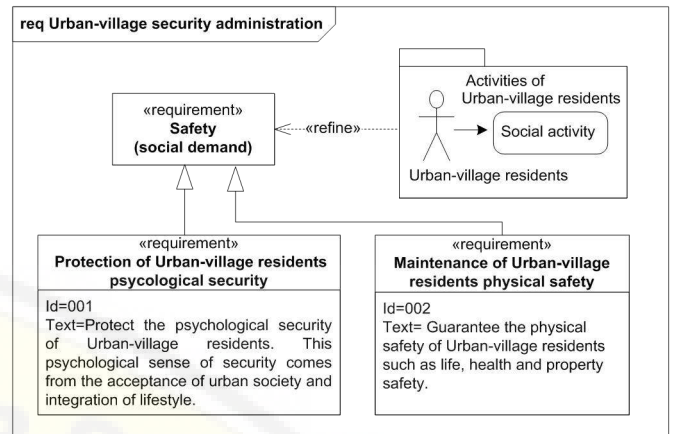 req Urban-village security administration
Activities of
Urban-village residents
«requirement»
Safety
(social demand)
«refine»
Social activity
Urban-village residents
«requirement»
Protection of Urban-village residents
psycological security
Id=001
Text=Protect the psychological security
of Urban-village residents. This
psychological sense of security comes
from the acceptance of urban society and
integration of lifestyle.
«requirement»
Maintenance of Urban-village
residents physical safety
Id=002
Text= Guarantee the physical
safety of Urban-village residents
such as life, health and property
safety.